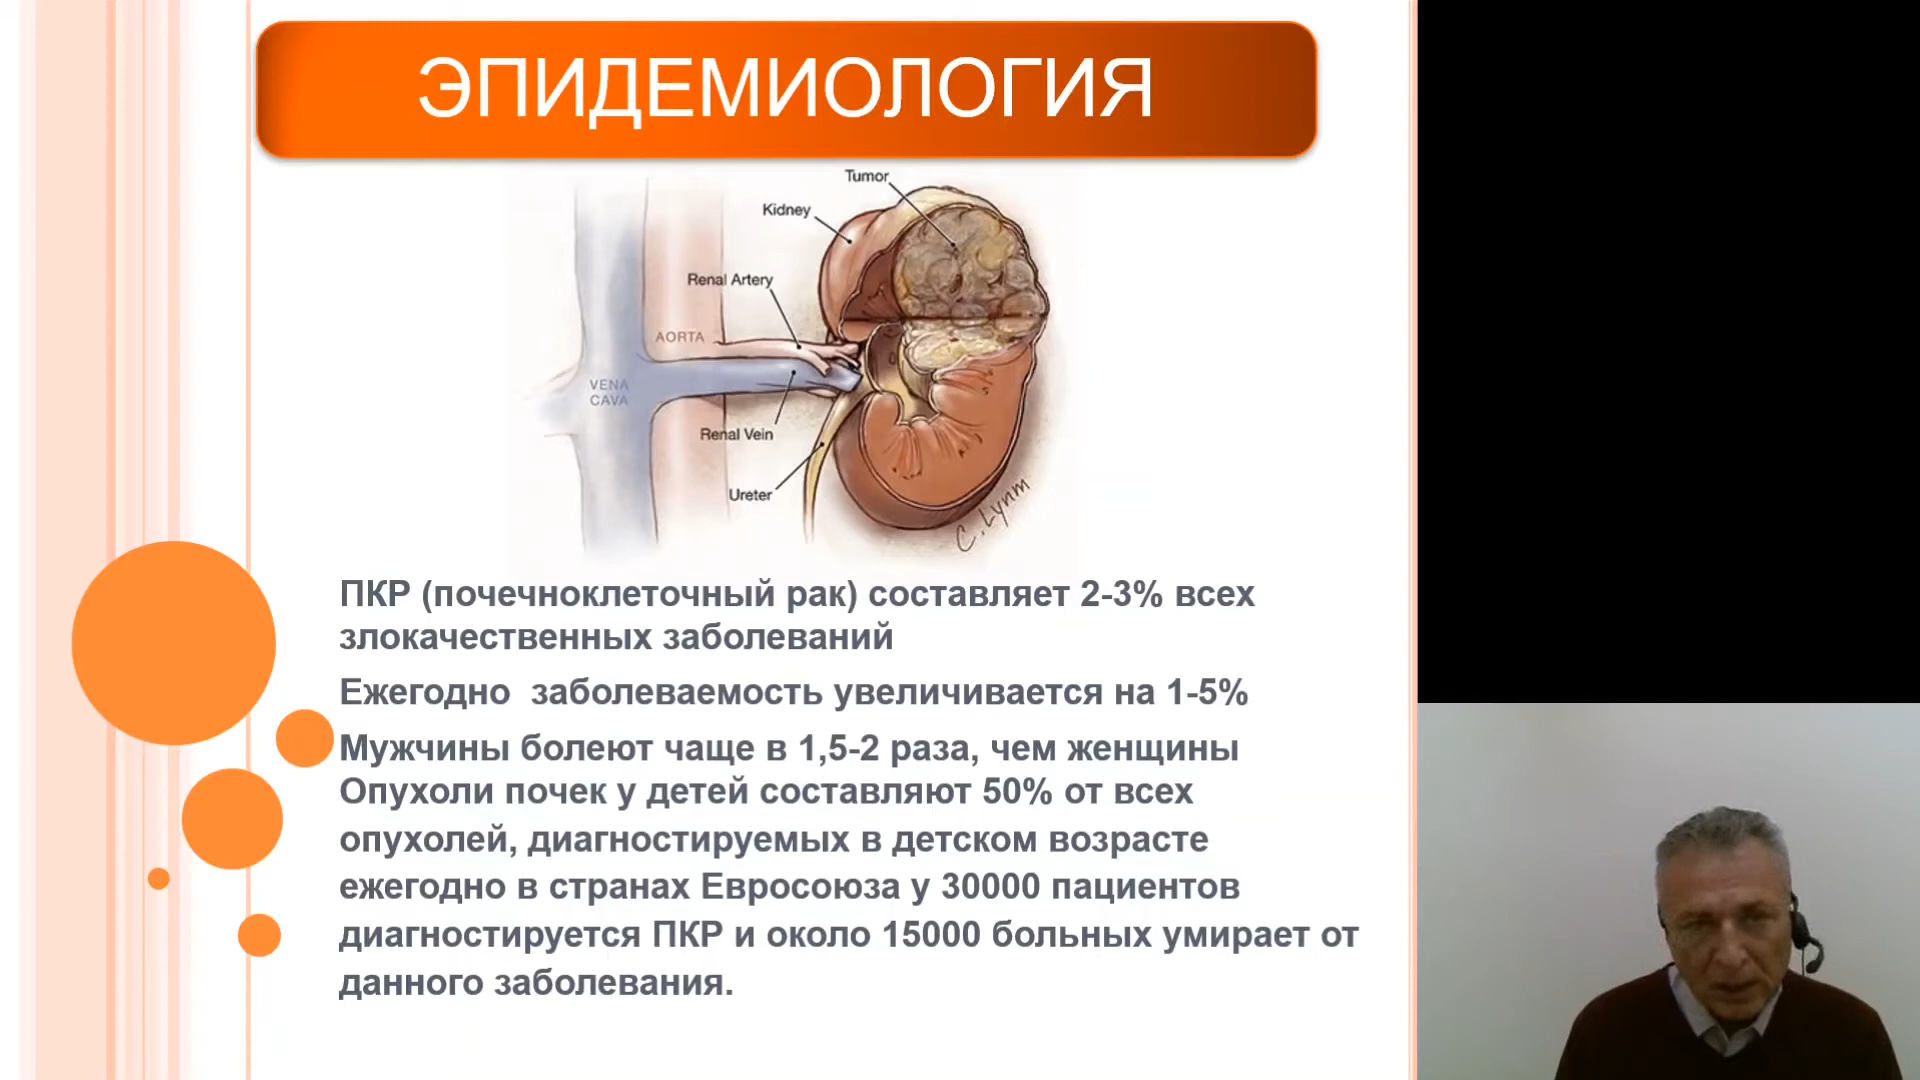 ЭПИДЕМИОЛОГИЯ
Tumor
Kidney
Renal Artery
AORTA
VENA
CAVA
Renal Vein
Ureter
C. Lynm
ПКР (почечноклеточный рак) составляет 2-3% всех
злокачественных заболеваний
Ежегодно  заболеваемость увеличивается на 1-5%
Мужчины болеют чаще в 1,5-2 раза, чем женщины
Опухоли почек у детей составляют 50% от всех
опухолей, диагностируемых в детском возрасте
ежегодно в странах Евросоюза у 30000 пациентов
диагностируется ПКР и около 15000 больных умирает от
данного заболевания.